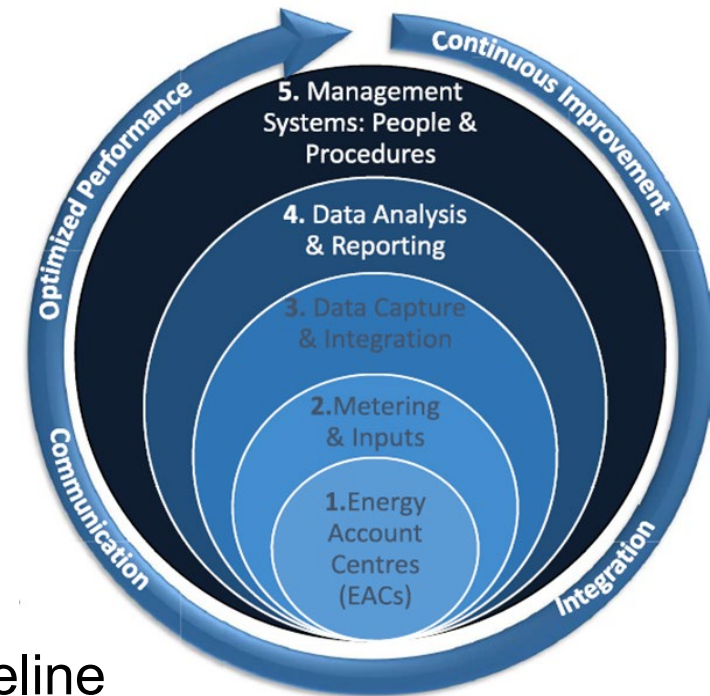 Optimized Performance
Continuous Improvement
5. Management
Systems: People &
Procedures
4. Data Analysis
& Reporting
3. Data Capture
& Integration
2.Metering
& Inputs
1.Energy
Account
Centres
(EACs)
Communication
Integration
eline